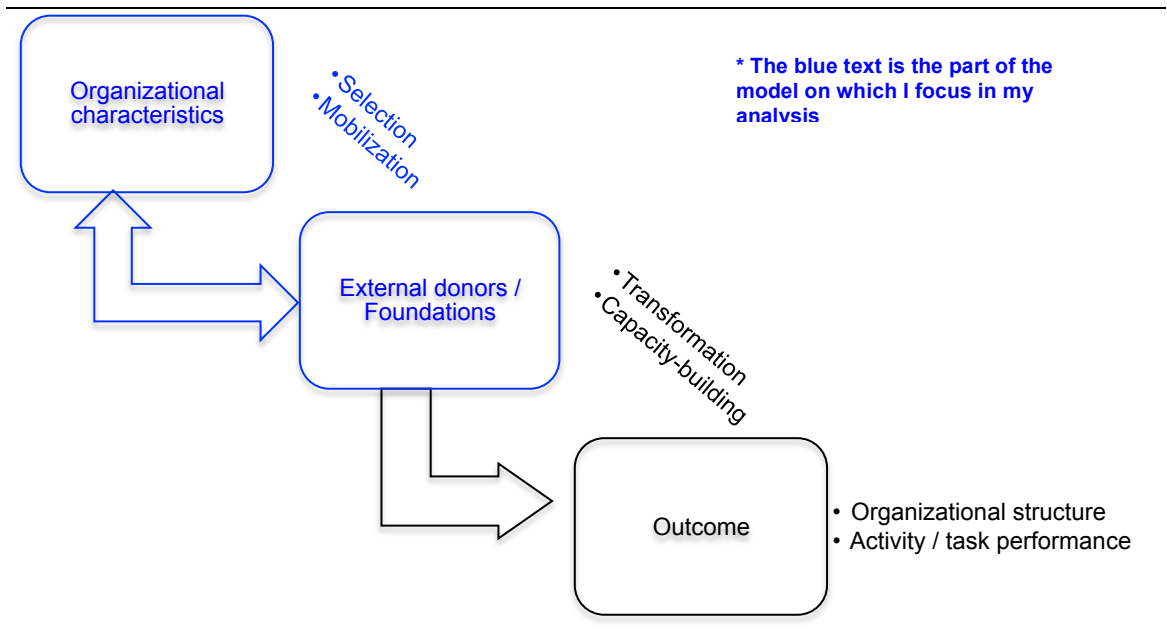 Organizational
characteristics
• Selection
• Mobilization
* The blue text is the part of the
model on which I focus in my
analysis
External donors /
Foundations
• Transformation
• Capacity-building
Outcome
• Organizational structure
• Activity / task performance